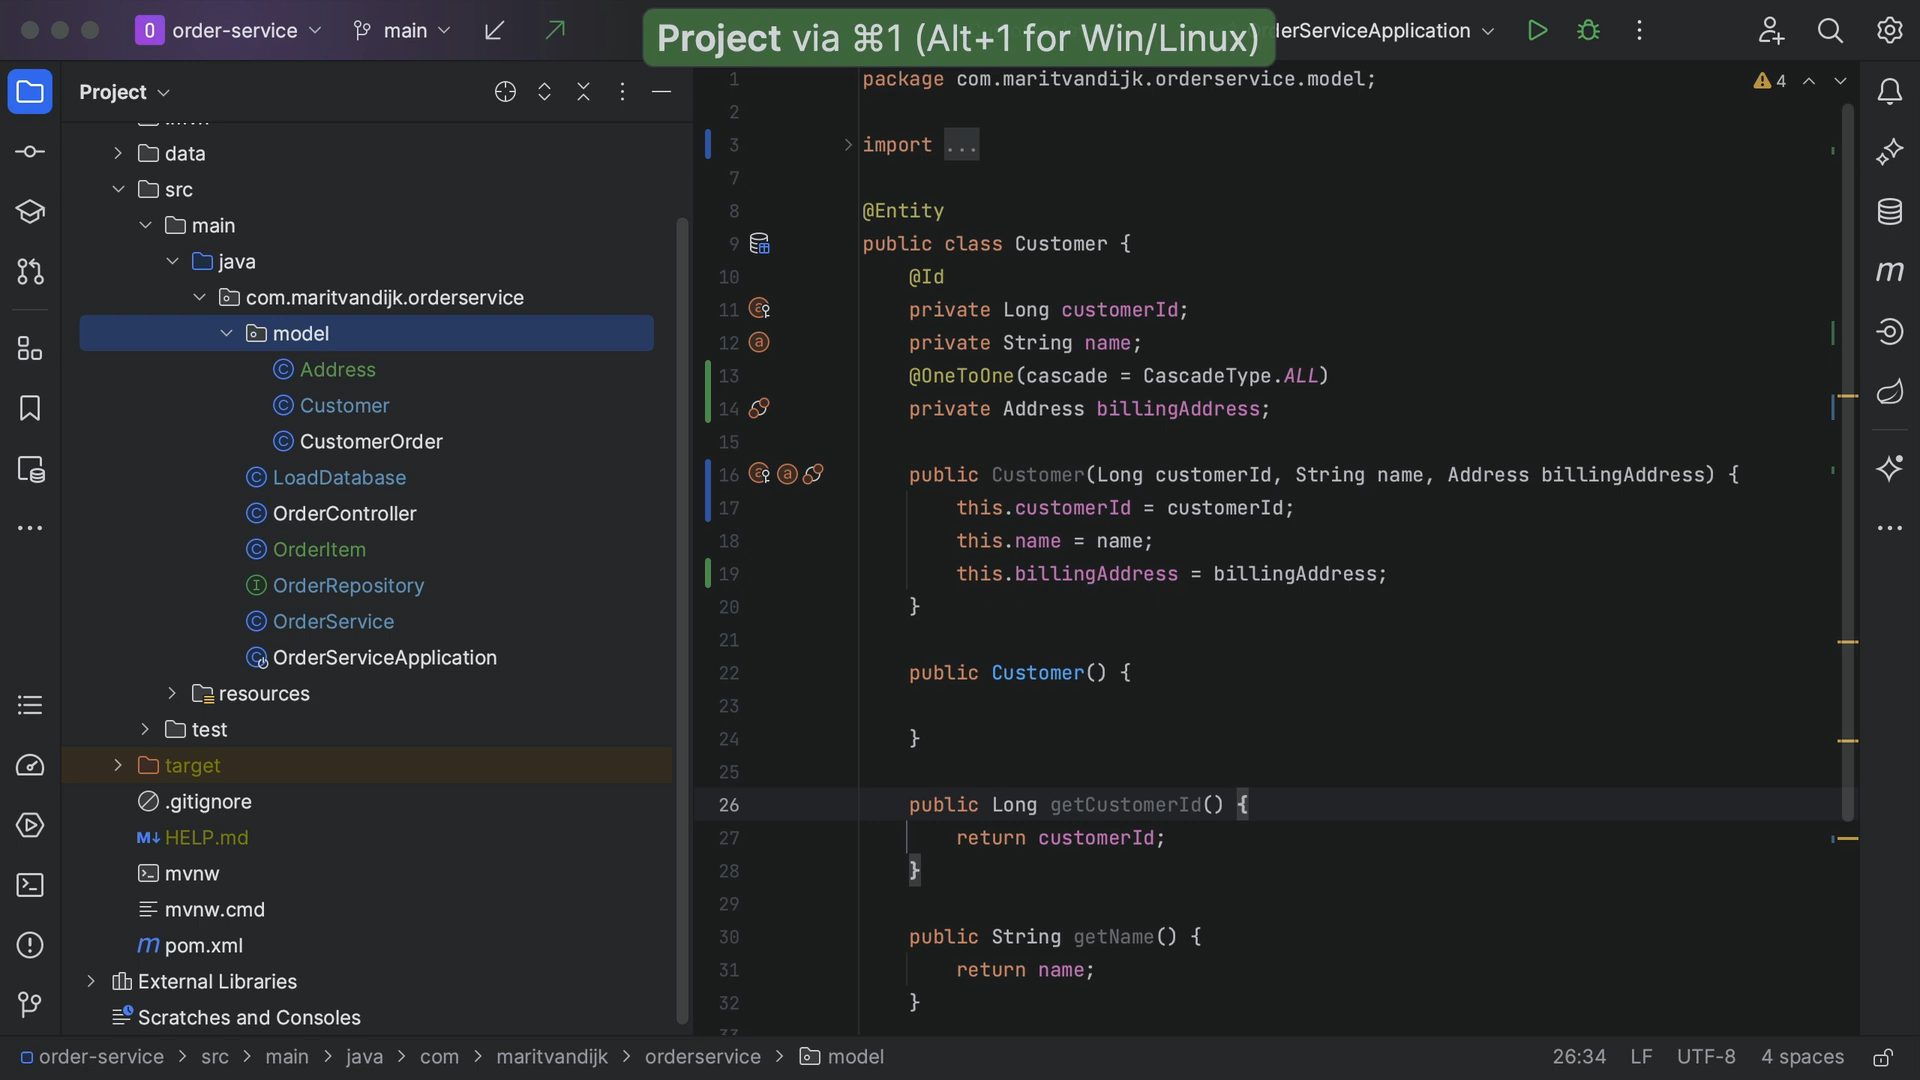 order-service
main
Project via ⌘1 (Alt+1 for Win/Linux)
derServiceApplication
Project
data
src
main
java
com.maritvandijk.orderservice
model
Address
Customer
CustomerOrder
LoadDatabase
OrderController
OrderItem
OrderRepository
OrderService
OrderServiceApplication
resources
test
target
.gitignore
HELP.md
mvnw
mvnw.cmd
pom.xml
External Libraries
Scratches and Consoles
1 package com.maritvandijk.orderservice.model;
4
2
3 import ...
7
8 @Entity
9 public class Customer {
10 @Id
11 private Long customerId;
12 private String name;
13 @OneToOne(cascade = CascadeType.ALL)
14 private Address billingAddress;
15
16 public Customer(Long customerId, String name, Address billingAddress) {
17 this.customerId = customerId;
18 this.name = name;
19 this.billingAddress = billingAddress;
20 }
21
22 public Customer() {
23
24 }
25
26 public Long getCustomerId() {
27 return customerId;
28 }
29
30 public String getName() {
31 return name;
32 }
order-service > src > main > java > com > maritvandijk > orderservice > model
26:34 LF UTF-8 4 spaces